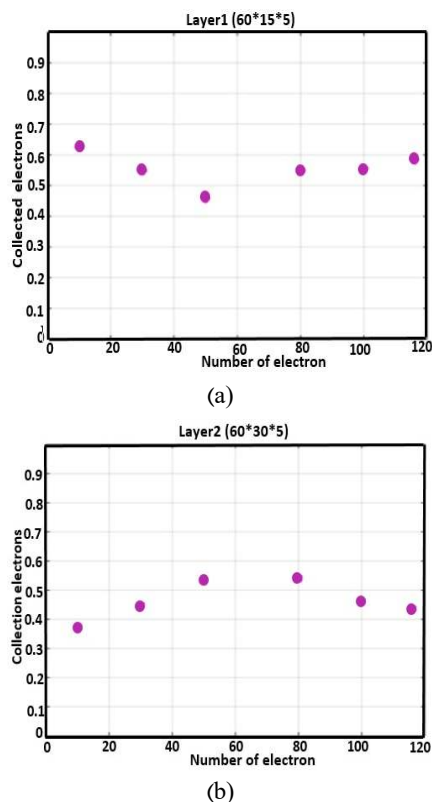 Layer1 (60*15*5)
0.9
0.8
0.7
0.6
0.5
0.4
0.3
0.2
0.1
0
Collected electrons
0 20 40 60 80 100 120
Number of electron
(a)
Layer2 (60*30*5)
0.9
0.8
0.7
0.6
0.5
0.4
0.3
0.2
0.1
0
Collection electrons
0 20 40 60 80 100 120
Number of electron
(b)